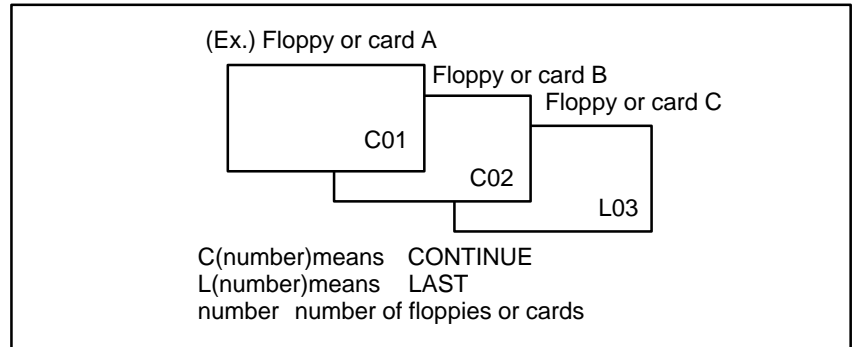 (Ex.) Floppy or card A
Floppy or card B
Floppy or card C
C01
C02
L03
C(number)means CONTINUE
L(number)means LAST
number number of floppies or cards